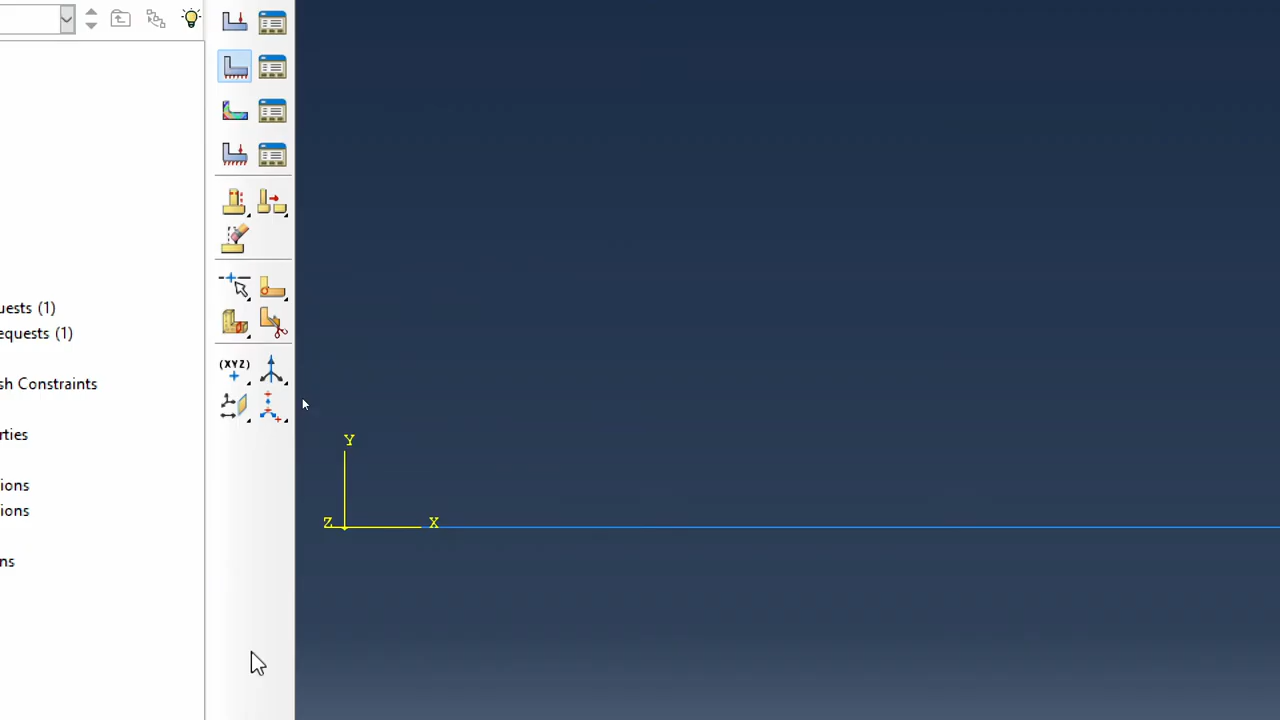 uests (1)
equests (1)
(XYZ)
sh Constraints
rties
Y
ions
ions
Z X
ns